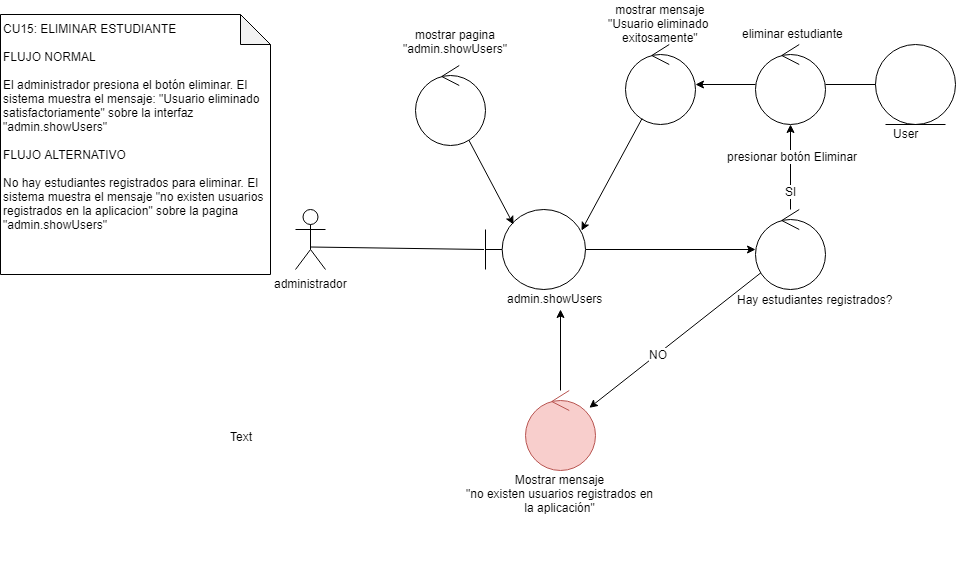 CU15: ELIMINAR ESTUDIANTE
FLUJO NORMAL
El administrador presiona el botón eliminar. El
sistema muestra el mensaje: "Usuario eliminado
satisfactoriamente" sobre la interfaz
"admin.showUsers"
FLUJO ALTERNATIVO
No hay estudiantes registrados para eliminar. El
sistema muestra el mensaje "no existen usuarios
registrados en la aplicacion" sobre la pagina
"admin.showUsers"
mostrar pagina
"admin.showUsers"
mostrar mensaje
"Usuario eliminado
exitosamente"
eliminar estudiante
User
presionar botón Eliminar
SI
administrador
admin.showUsers
Hay estudiantes registrados?
NO
Text
Mostrar mensaje
"no existen usuarios registrados en
la aplicación"